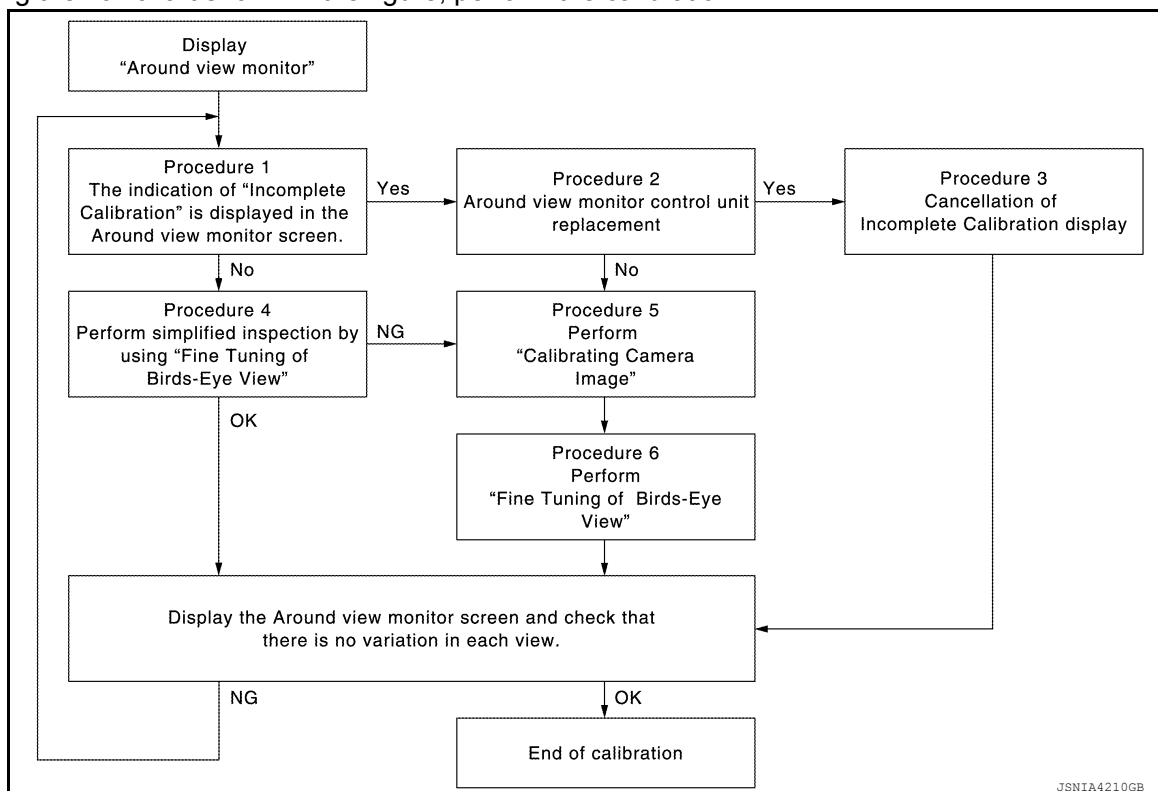 Display
“Around view monitor”
Procedure 1
The indication of “Incomplete
Calibration” is displayed in the
Around view monitor screen.
Yes
Procedure 2
Around view monitor control unit
replacement
Yes
Procedure 3
Cancellation of
Incomplete Calibration display
No
No
Procedure 4
Perform simplified inspection by
using “Fine Tuning of
Birds-Eye View”
NG
Procedure 5
Perform
“Calibrating Camera
Image”
OK
Procedure 6
Perform
“Fine Tuning of Birds-Eye
View”
Display the Around view monitor screen and check that
there is no variation in each view.
NG
OK
End of calibration
JSNIA4210GB